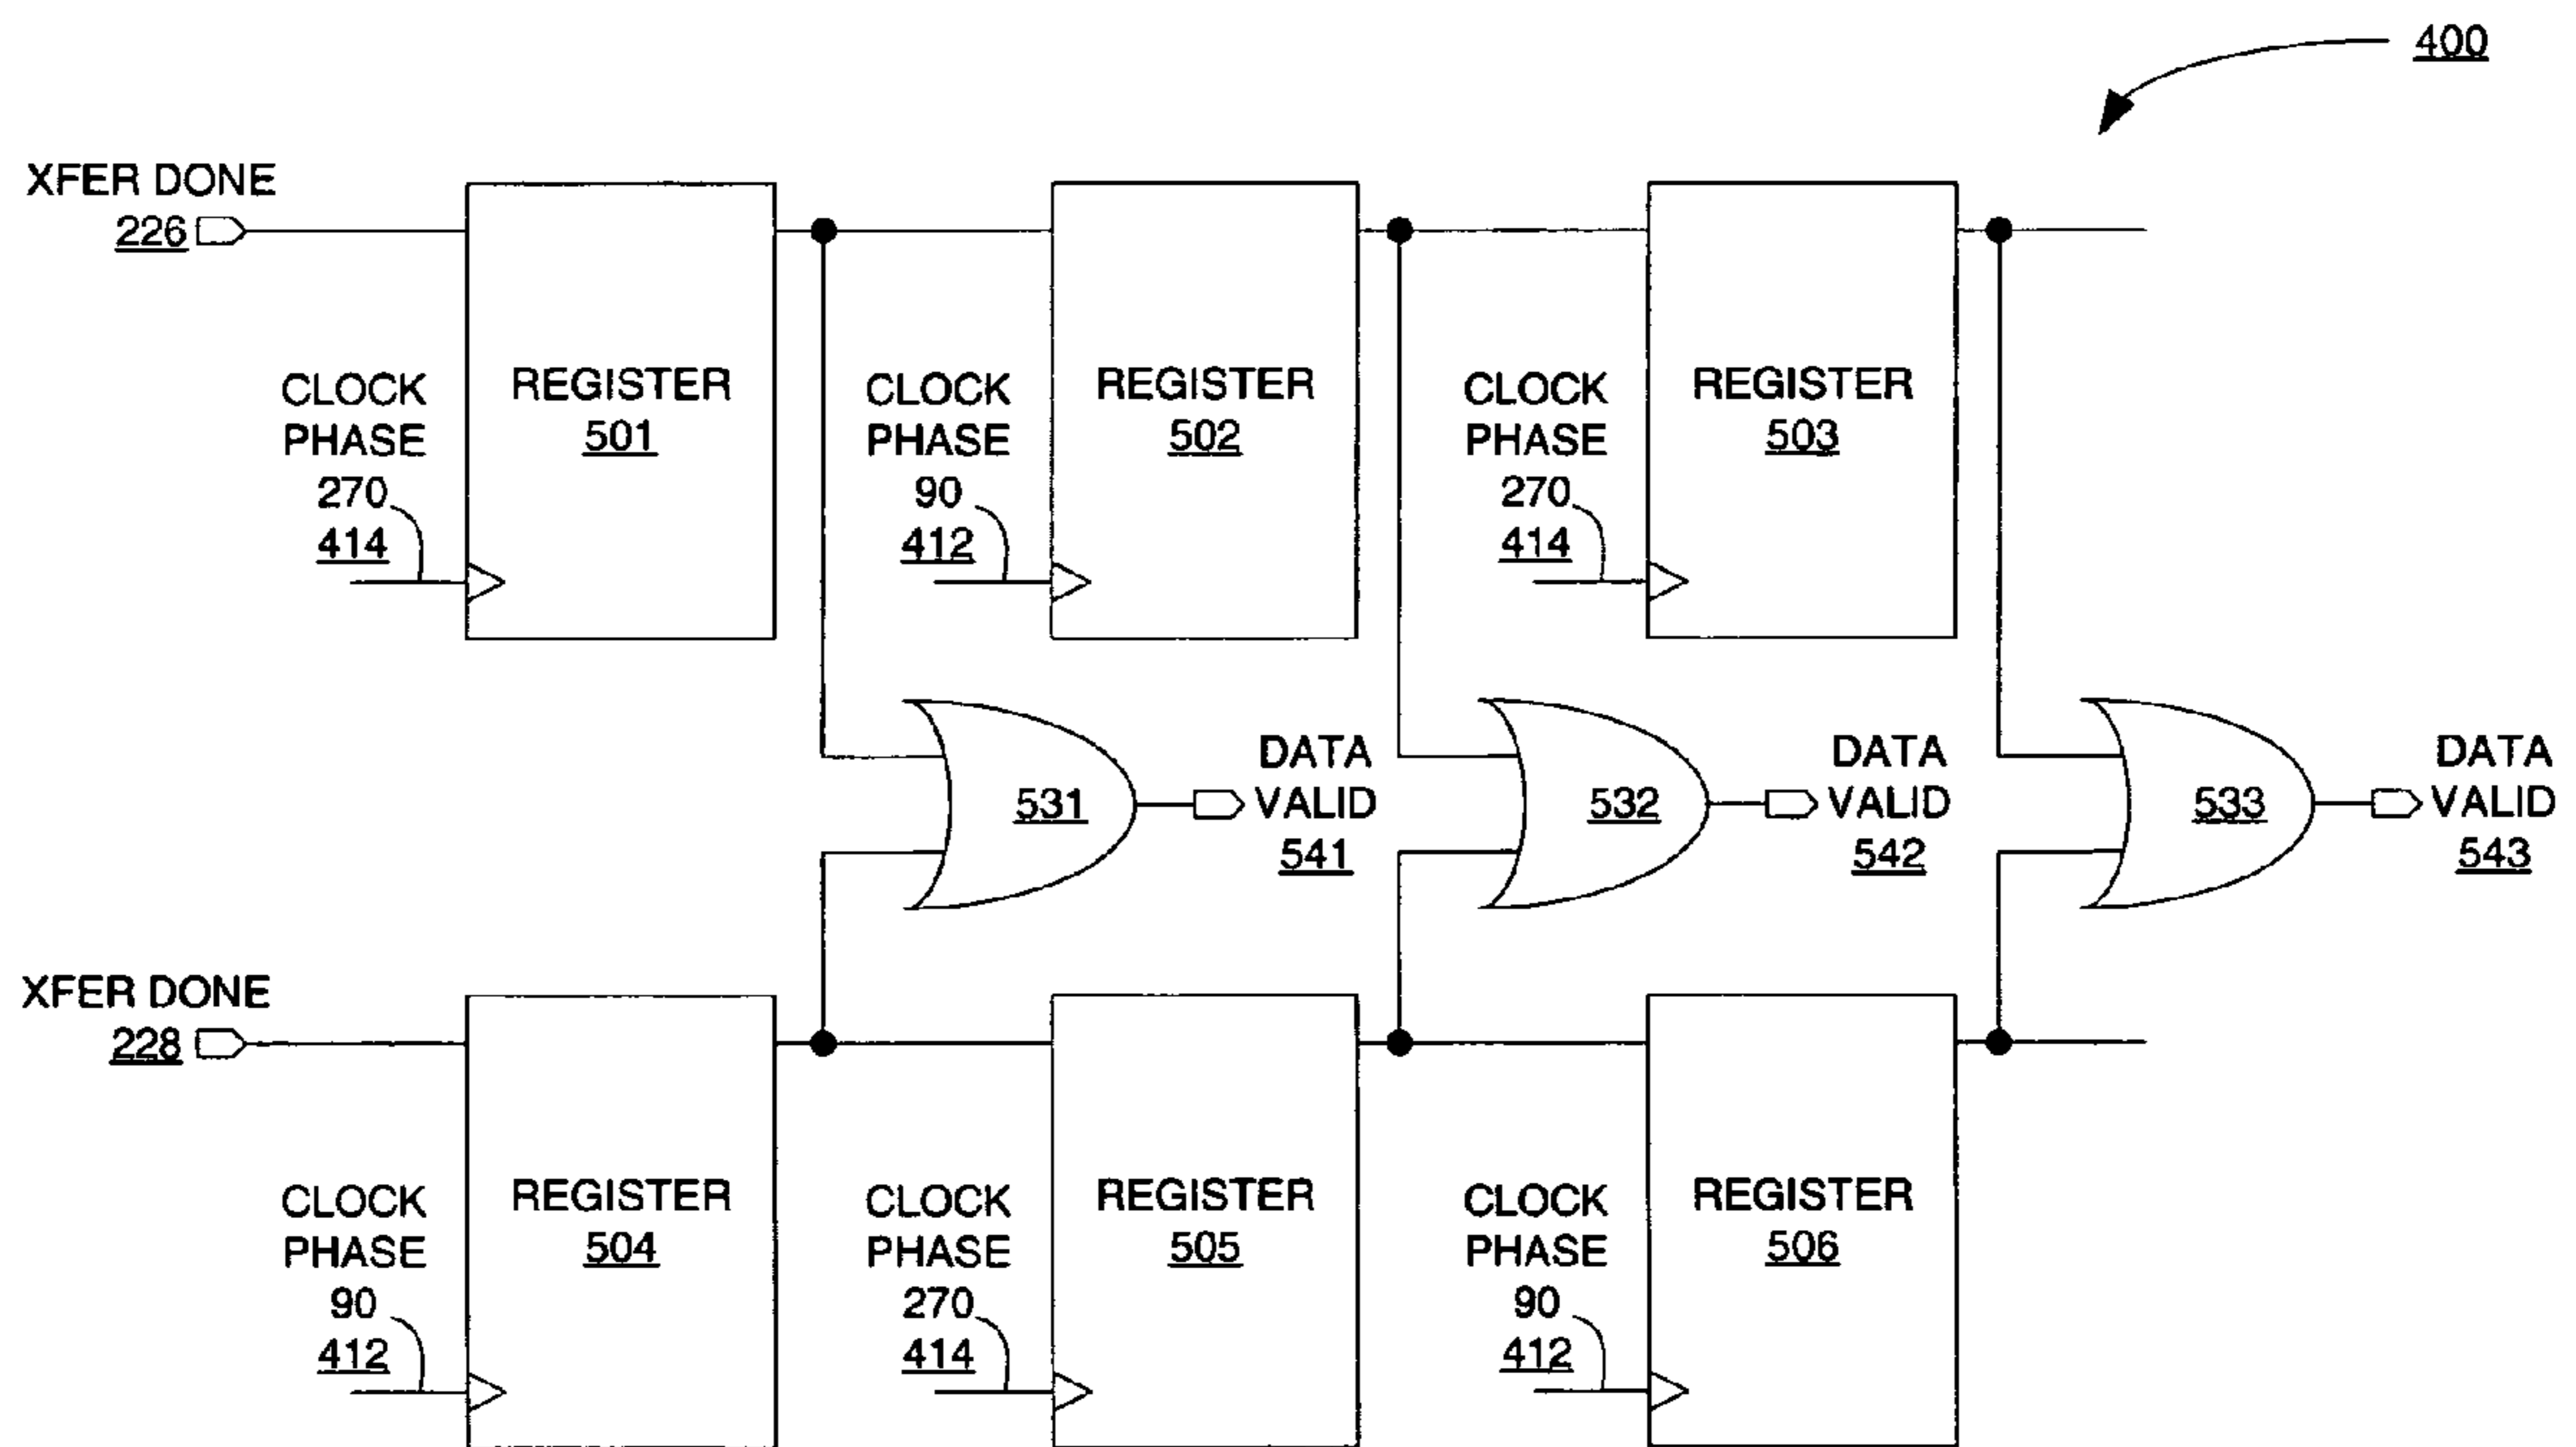 400
XFER DONE
226
CLOCK
PHASE
270
414
REGISTER
501
CLOCK
PHASE
90
412
REGISTER
502
CLOCK
PHASE
270
414
REGISTER
503
531
DATA
VALID
541
532
DATA
VALID
542
533
DATA
VALID
543
XFER DONE
228
CLOCK
PHASE
90
412
REGISTER
504
CLOCK
PHASE
270
414
REGISTER
505
CLOCK
PHASE
90
412
REGISTER
506